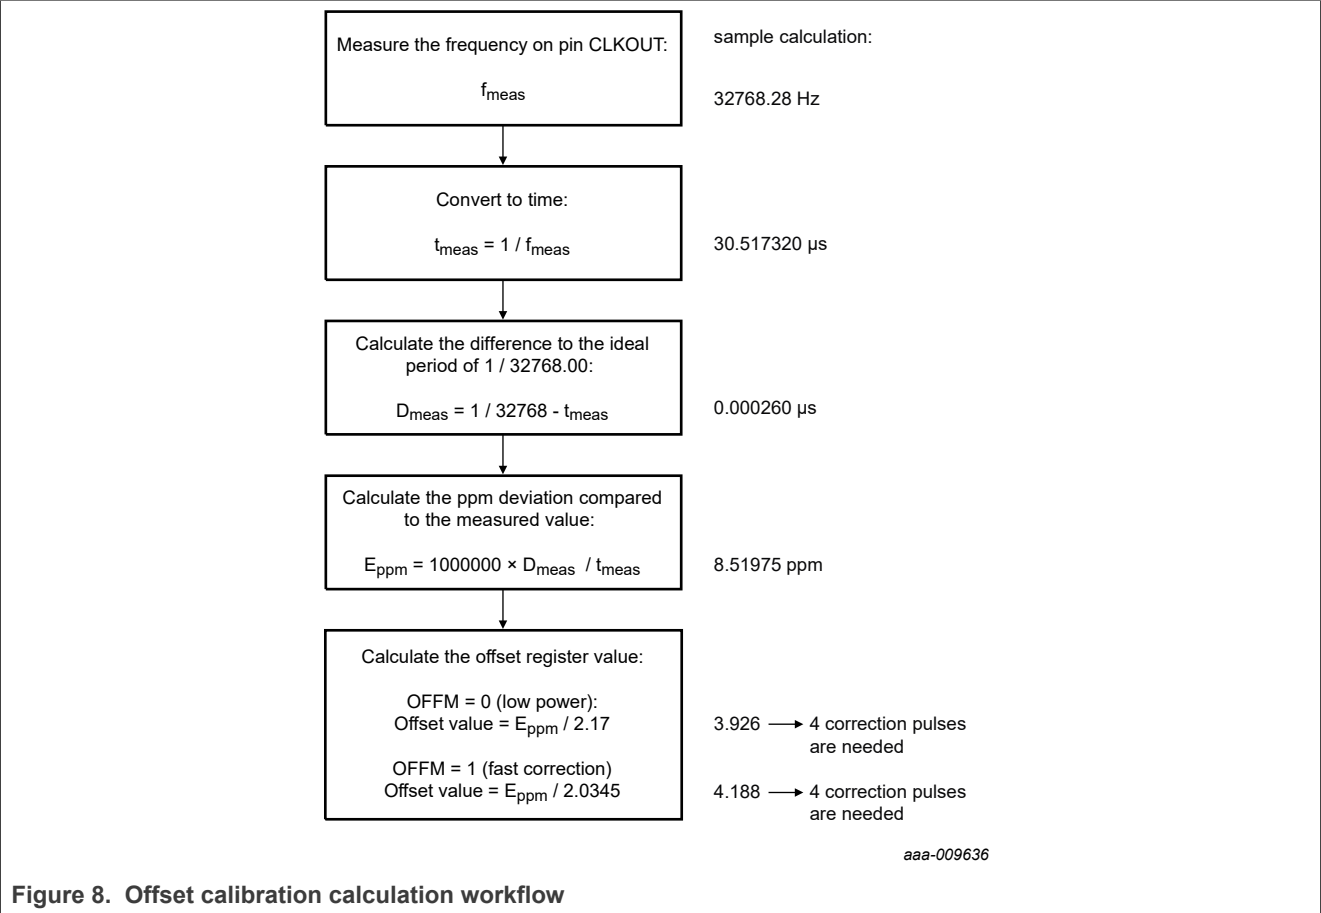 Measure the frequency on pin CLKOUT:
sample calculation:
fmeas
32768.28 Hz
Convert to time:
tmeas = 1 / fmeas
30.517320 µs
Calculate the difference to the ideal
period of 1 / 32768.00:
Dmeas = 1 / 32768 - tmeas
0.000260 µs
Calculate the ppm deviation compared
to the measured value:
Eppm = 1000000 × Dmeas / tmeas
8.51975 ppm
Calculate the offset register value:
OFFM = 0 (low power):
Offset value = Eppm / 2.17
3.926 → 4 correction pulses
are needed
OFFM = 1 (fast correction)
Offset value = Eppm / 2.0345
4.188 → 4 correction pulses
are needed
aaa-009636
Figure 8. Offset calibration calculation workflow